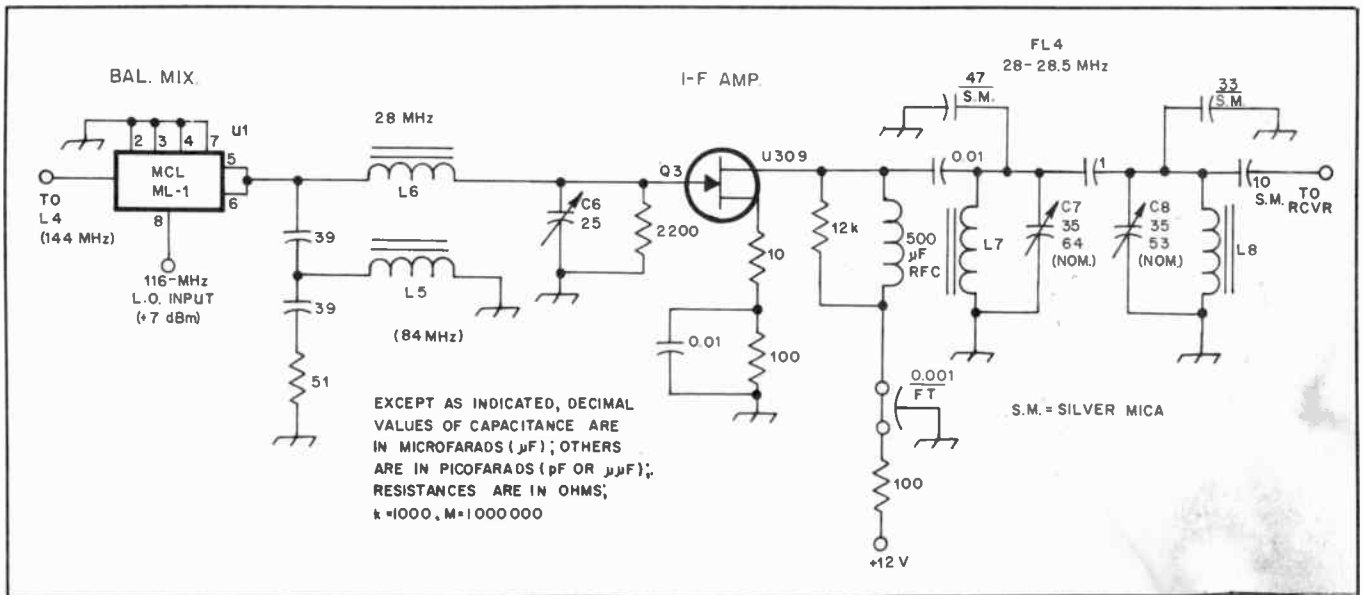 BAL. MIX.
U1
2 3 4 7
MCL
ML-1
5
6
8
TO
L4
(144 MHz)
116-MHz
L.O. INPUT
(+7 dBm)
28 MHz
L6
39
39
51
L5
(84 MHz)
C6
25
2200
I-F AMP.
Q3
U309
10
0.01
100
12k
500
µF
RFC
0.01
0.001
FT
100
+12 V
FL4
28-28.5 MHz
47
S.M.
L7
C7
35
64
(NOM.)
1
33
S.M.
C8
35
53
(NOM.)
L8
10
S.M.
TO
RCVR
S.M. = SILVER MICA
EXCEPT AS INDICATED, DECIMAL
VALUES OF CAPACITANCE ARE
IN MICROFARADS (µF); OTHERS
ARE IN PICOFARADS (pF OR µµF);
RESISTANCES ARE IN OHMS;
k=1000, M=1000000